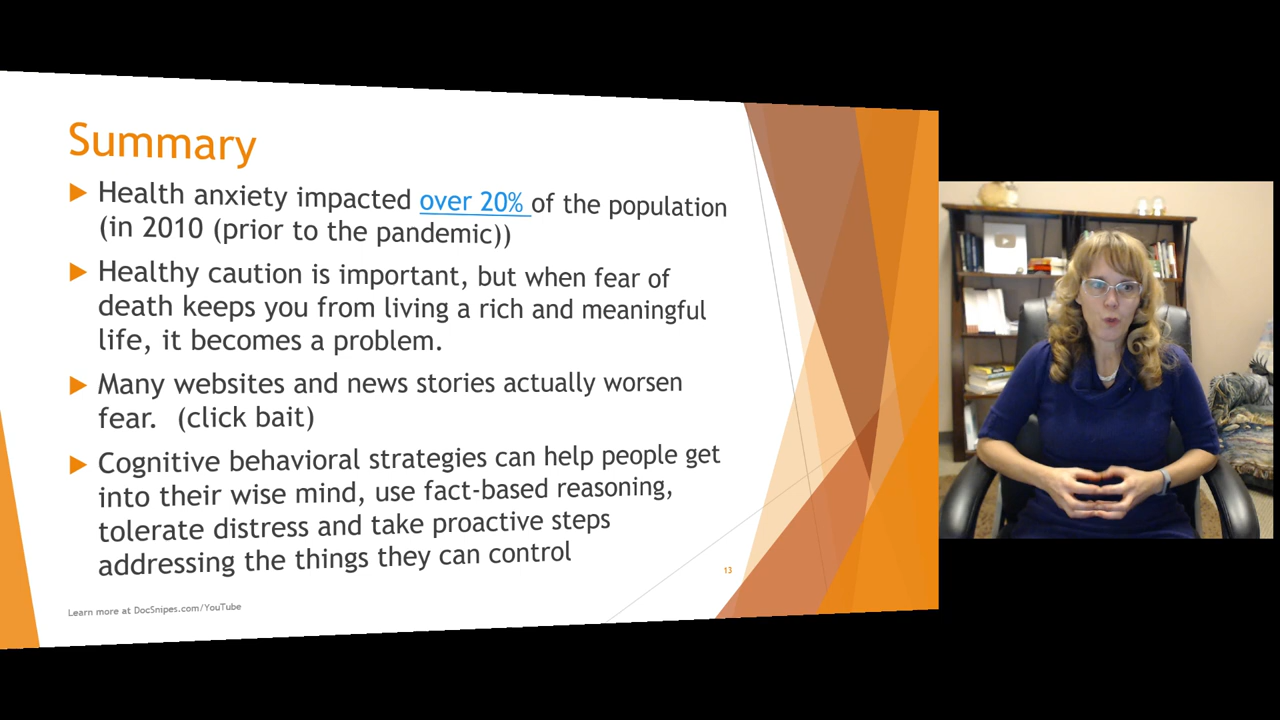 Summary
Health anxiety impacted over 20% of the population
(in 2010 (prior to the pandemic))
Healthy caution is important, but when fear of
death keeps you from living a rich and meaningful
life, it becomes a problem.
Many websites and news stories actually worsen
fear. (click bait)
Cognitive behavioral strategies can help people get
into their wise mind, use fact-based reasoning,
tolerate distress and take proactive steps
addressing the things they can control
13
Learn more at DocSnipes.com/YouTube